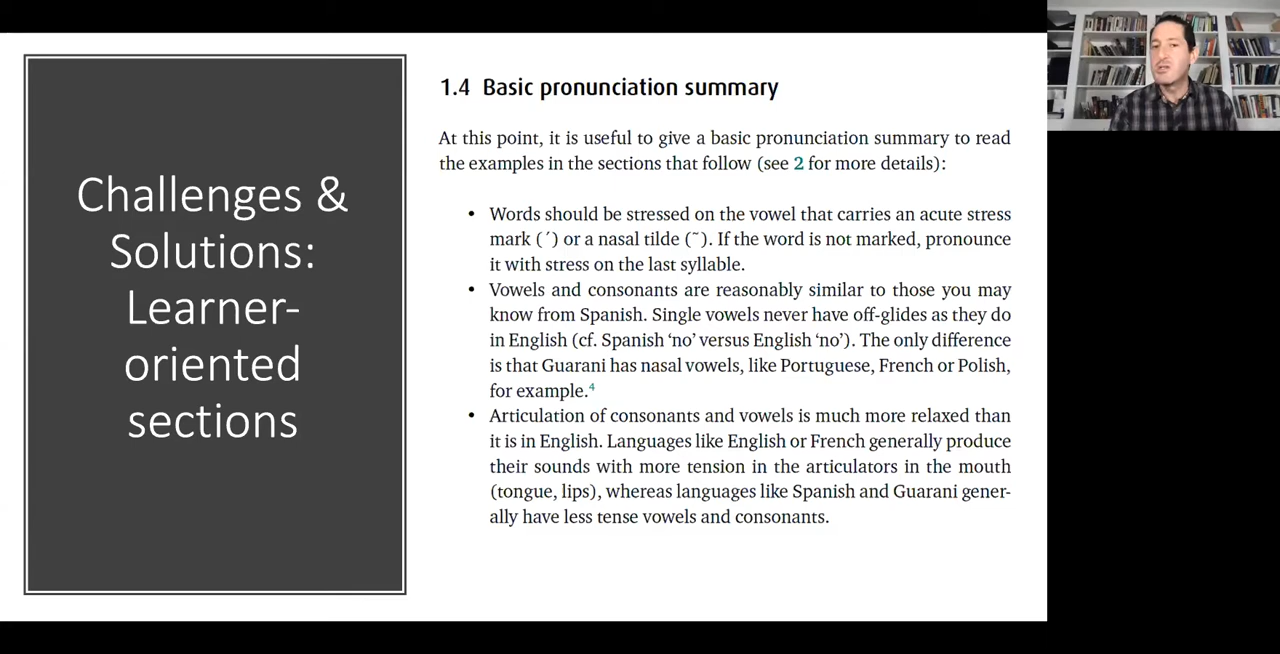 Challenges &
Solutions:
Learner-
oriented
sections
1.4 Basic pronunciation summary
At this point, it is useful to give a basic pronunciation summary to read
the examples in the sections that follow (see 2 for more details):
• Words should be stressed on the vowel that carries an acute stress
mark (´) or a nasal tilde (˜). If the word is not marked, pronounce
it with stress on the last syllable.
• Vowels and consonants are reasonably similar to those you may
know from Spanish. Single vowels never have off-glides as they do
in English (cf. Spanish ‘no’ versus English ‘no’). The only difference
is that Guarani has nasal vowels, like Portuguese, French or Polish,
for example.⁴
• Articulation of consonants and vowels is much more relaxed than
it is in English. Languages like English or French generally produce
their sounds with more tension in the articulators in the mouth
(tongue, lips), whereas languages like Spanish and Guarani gener-
ally have less tense vowels and consonants.